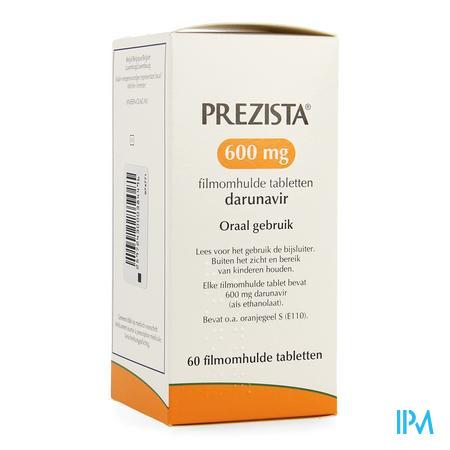 PREZISTA®
600 mg
filmomhulde tabletten
darunavir
Oraal gebruik
Lees voor het gebruik de bijsluiter.
Buiten het zicht en bereik
van kinderen houden.
Elke filmomhulde tablet bevat
600 mg darunavir
(als ethanolaat).
Bevat o.a. oranjegeel S (E110).
60 filmomhulde tabletten
IPM